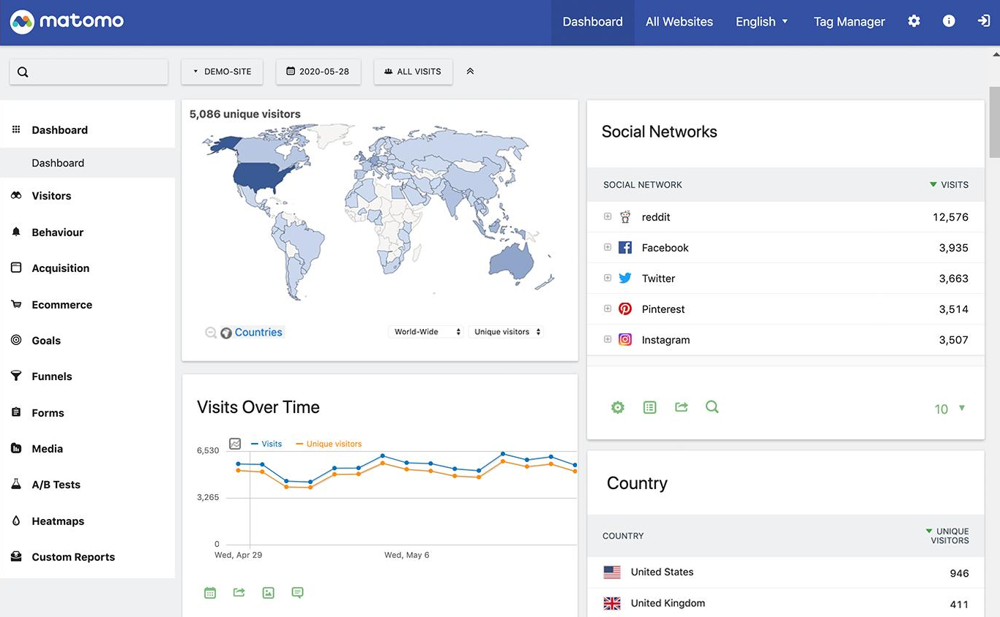 matomo
Dashboard
All Websites
English
Tag Manager
DEMO-SITE
2020-05-28
ALL VISITS
Dashboard
Dashboard
Visitors
Behaviour
Acquisition
Ecommerce
Goals
Funnels
Forms
Media
A/B Tests
Heatmaps
Custom Reports
5,086 unique visitors
Countries
World-Wide
Unique visitors
Visits Over Time
Visits Unique visitors
6,530
3,265
0
Wed, Apr 29 Wed, May 6
Social Networks
SOCIAL NETWORK VISITS
reddit 12,576
Facebook 3,935
Twitter 3,663
Pinterest 3,514
Instagram 3,507
10
Country
COUNTRY UNIQUE
VISITORS
United States 946
United Kingdom 411